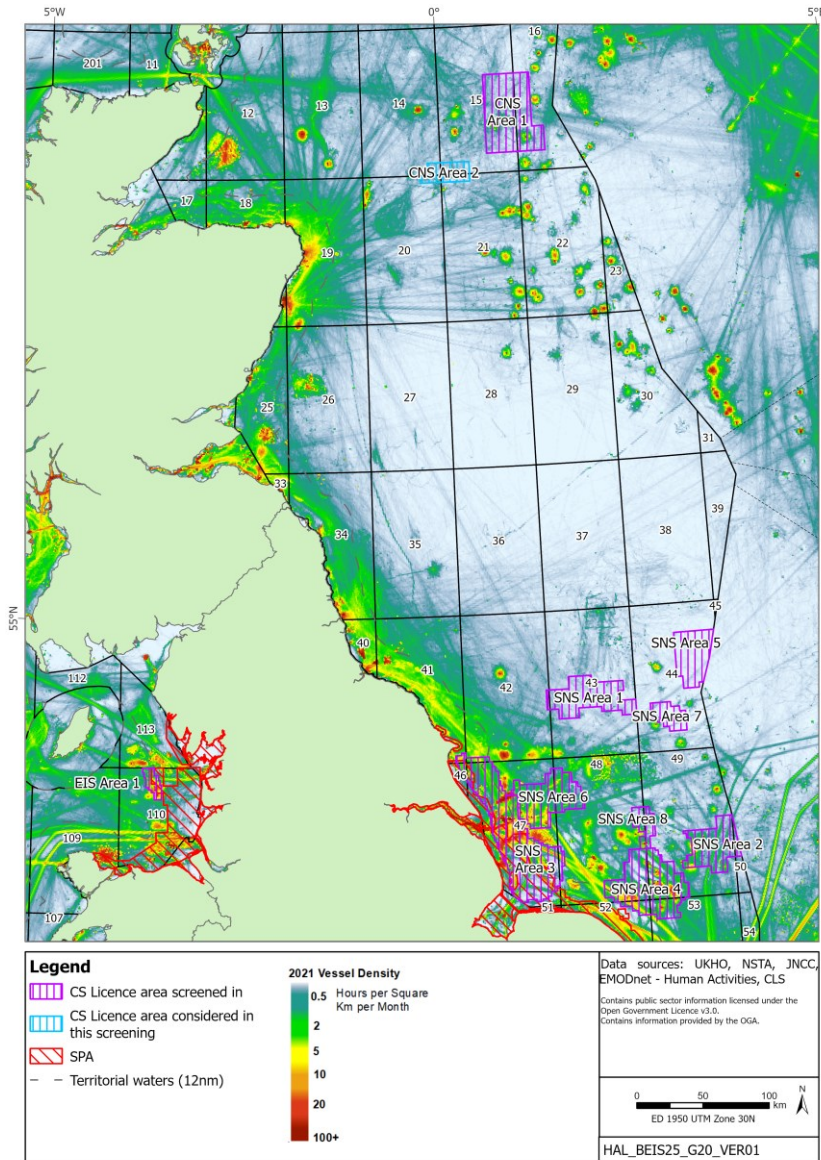 5°W
0°
5°E
16
201
11
12
13
14
15
CNS
Area 1
CNS Area 2
17
18
19
20
21
22
23
25
26
27
28
29
30
31
33
34
35
36
37
38
39
55°N
45
40
41
42
43
44
SNS Area 5
SNS Area 1
SNS Area 7
112
113
EIS Area 1
110
109
107
46
47
48
49
SNS Area 6
SNS Area 8
SNS Area 2
50
SNS
Area 3
SNS Area 4
51
52
53
54
Legend
CS Licence area screened in
CS Licence area considered in
this screening
SPA
Territorial waters (12nm)
2021 Vessel Density
Hours per Square
Km per Month
0.5
2
5
10
20
100+
Data sources: UKHO, NSTA, JNCC,
EMODnet - Human Activities, CLS
Contains public sector information licensed under the
Open Government Licence v3.0.
Contains information provided by the OGA.
0 50 100
km
N
ED 1950 UTM Zone 30N
HAL_BEIS25_G20_VER01